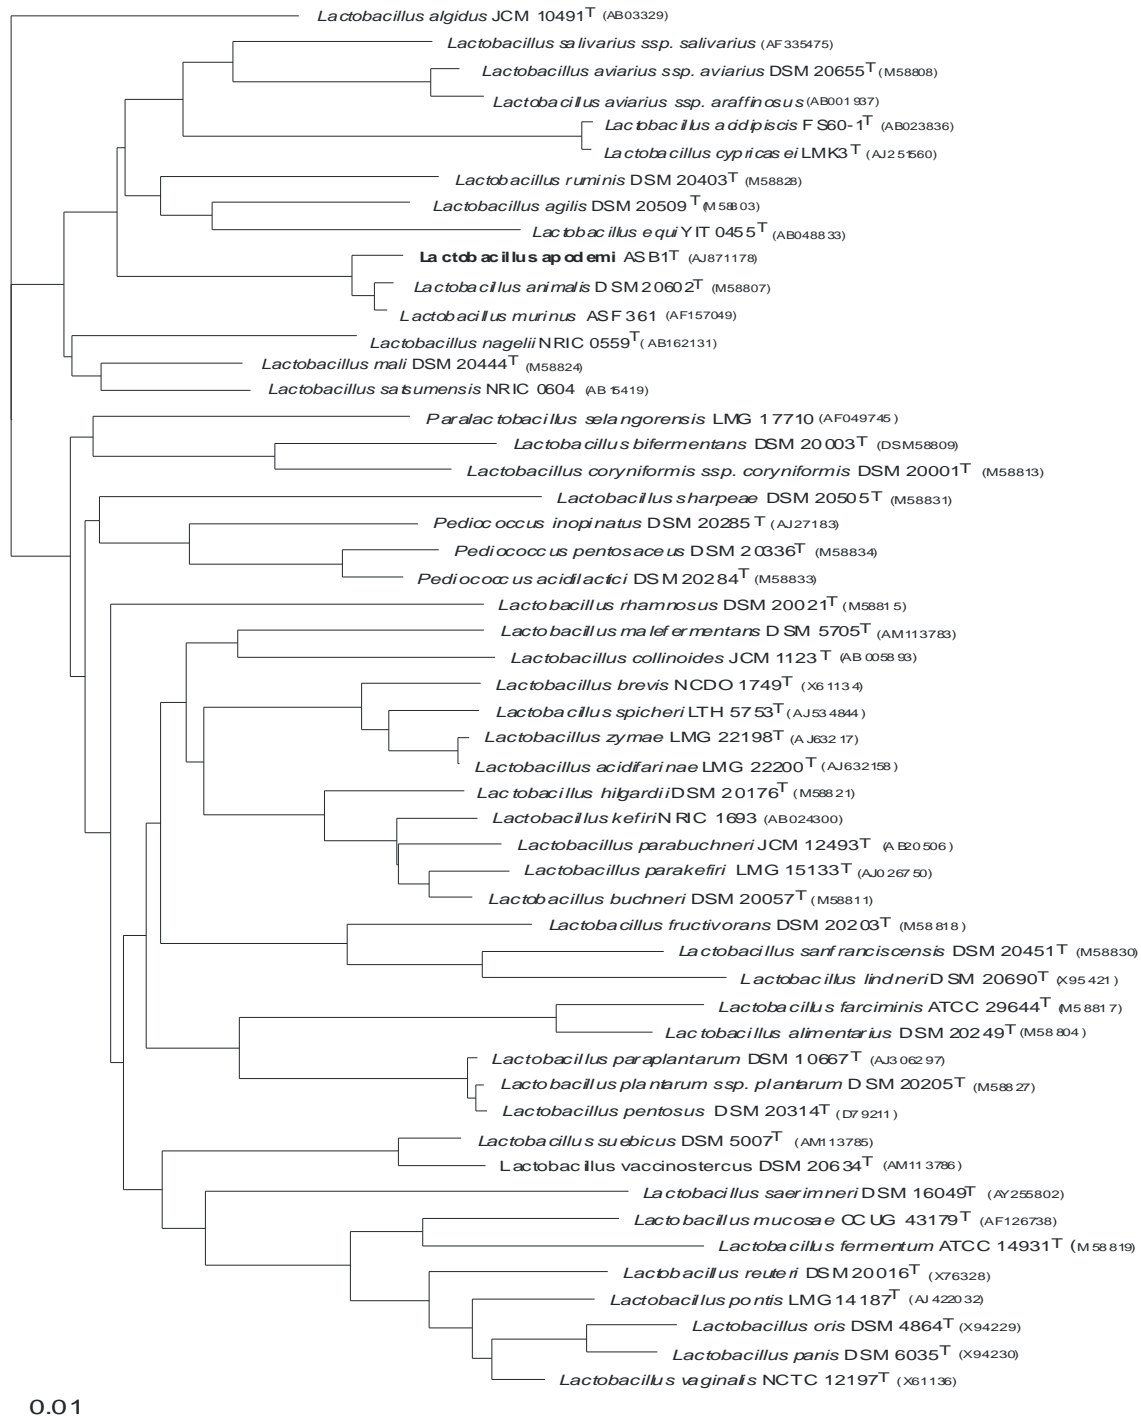 Lactobacillus algidus JCM 10491T (AB03329)
Lactobacillus salivarius ssp. salivarius (AF335475)
Lactobacillus aviarius ssp. aviarius DSM 20655T (M58808)
Lactobacillus aviarius ssp. araffinosus (AB001937)
Lactobacillus acidipiscis FS60-1T (AB023836)
Lactobacillus cypricasei LMK3T (AJ251560)
Lactobacillus ruminis DSM 20403T (M58828)
Lactobacillus agilis DSM 20509T (M58803)
Lactobacillus equi YIT 0455T (AB048833)
Lactobacillus apodemi ASB1T (AJ871178)
Lactobacillus animalis DSM 20602T (M58807)
Lactobacillus murinus ASF 361 (AF157049)
Lactobacillus nagelii NRIC 0559T (AB162131)
Lactobacillus mali DSM 20444T (M58824)
Lactobacillus satsumensis NRIC 0604 (AB15419)
Paralactobacillus selangorensis LMG 17710 (AF049745)
Lactobacillus bifermentans DSM 20003T (DSM58809)
Lactobacillus coryniformis ssp. coryniformis DSM 20001T (M58813)
Lactobacillus sharpeae DSM 20505T (M58831)
Pediococcus inopinatus DSM 20285T (AJ27183)
Pediococcus pentosaceus DSM 20336T (M58834)
Pediococcus acidilactici DSM 20284T (M58833)
Lactobacillus rhamnosus DSM 20021T (M58815)
Lactobacillus malefermentans DSM 5705T (AM113783)
Lactobacillus collinoides JCM 1123T (AB005893)
Lactobacillus brevis NCDO 1749T (X61134)
Lactobacillus spicheri LTH 5753T (AJ534844)
Lactobacillus zymae LMG 22198T (AJ63217)
Lactobacillus acidifarinae LMG 22200T (AJ632158)
Lactobacillus hilgardii DSM 20176T (M58821)
Lactobacillus kefiri NRIC 1693 (AB024300)
Lactobacillus parabuchneri JCM 12493T (AB20506)
Lactobacillus parakefiri LMG 15133T (AJ026750)
Lactobacillus buchneri DSM 20057T (M58811)
Lactobacillus fructivorans DSM 20203T (M58818)
Lactobacillus sanfranciscensis DSM 20451T (M58830)
Lactobacillus lindneri DSM 20690T (X95421)
Lactobacillus farciminis ATCC 29644T (M58817)
Lactobacillus alimentarius DSM 20249T (M58804)
Lactobacillus paraplantarum DSM 10667T (AJ306297)
Lactobacillus plantarum ssp. plantarum DSM 20205T (M58827)
Lactobacillus pentosus DSM 20314T (D79211)
Lactobacillus suebicus DSM 5007T (AM113785)
Lactobacillus vaccinostercus DSM 20634T (AM113786)
Lactobacillus saerimneri DSM 16049T (AY255802)
Lactobacillus mucosae CCUG 43179T (AF126738)
Lactobacillus fermentum ATCC 14931T (M58819)
Lactobacillus reuteri DSM 20016T (X76328)
Lactobacillus pontis LMG 14187T (AJ422032)
Lactobacillus oris DSM 4864T (X94229)
Lactobacillus panis DSM 6035T (X94230)
Lactobacillus vaginalis NCTC 12197T (X61136)
0.01